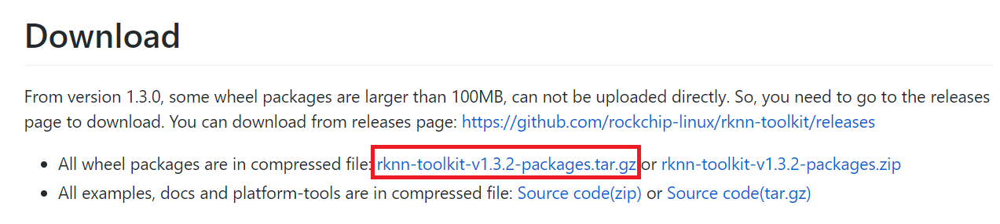 Download
From version 1.3.0, some wheel packages are larger than 100MB, can not be uploaded directly. So, you need to go to the releases
page to download. You can download from releases page: https://github.com/rockchip-linux/rknn-toolkit/releases
• All wheel packages are in compressed file: rknn-toolkit-v1.3.2-packages.tar.gz or rknn-toolkit-v1.3.2-packages.zip
• All examples, docs and platform-tools are in compressed file: Source code(zip) or Source code(tar.gz)